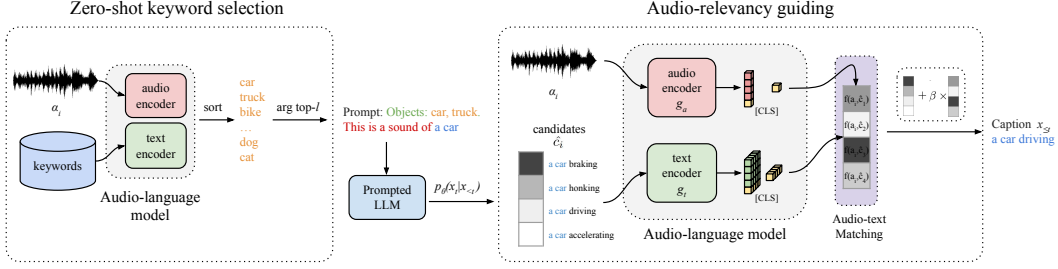 Zero-shot keyword selection
Audio-relevancy guiding
α_i
keywords
audio
encoder
text
encoder
Audio-language
model
sort
car
truck
bike
...
dog
cat
arg top-l
Prompt: Objects: car, truck.
This is a sound of a car
Prompted
LLM
p_θ(x_t|x_{<t})
α_i
candidates
ĉ_i
a car braking
a car honking
a car driving
a car accelerating
audio
encoder
g_a
[CLS]
text
encoder
g_t
[CLS]
Audio-language model
f(a_i,ĉ_1)
f(a_i,ĉ_2)
f(a_i,ĉ_3)
f(a_i,ĉ_4)
Audio-text
Matching
+ β ×
Caption x_{≤t}
a car driving